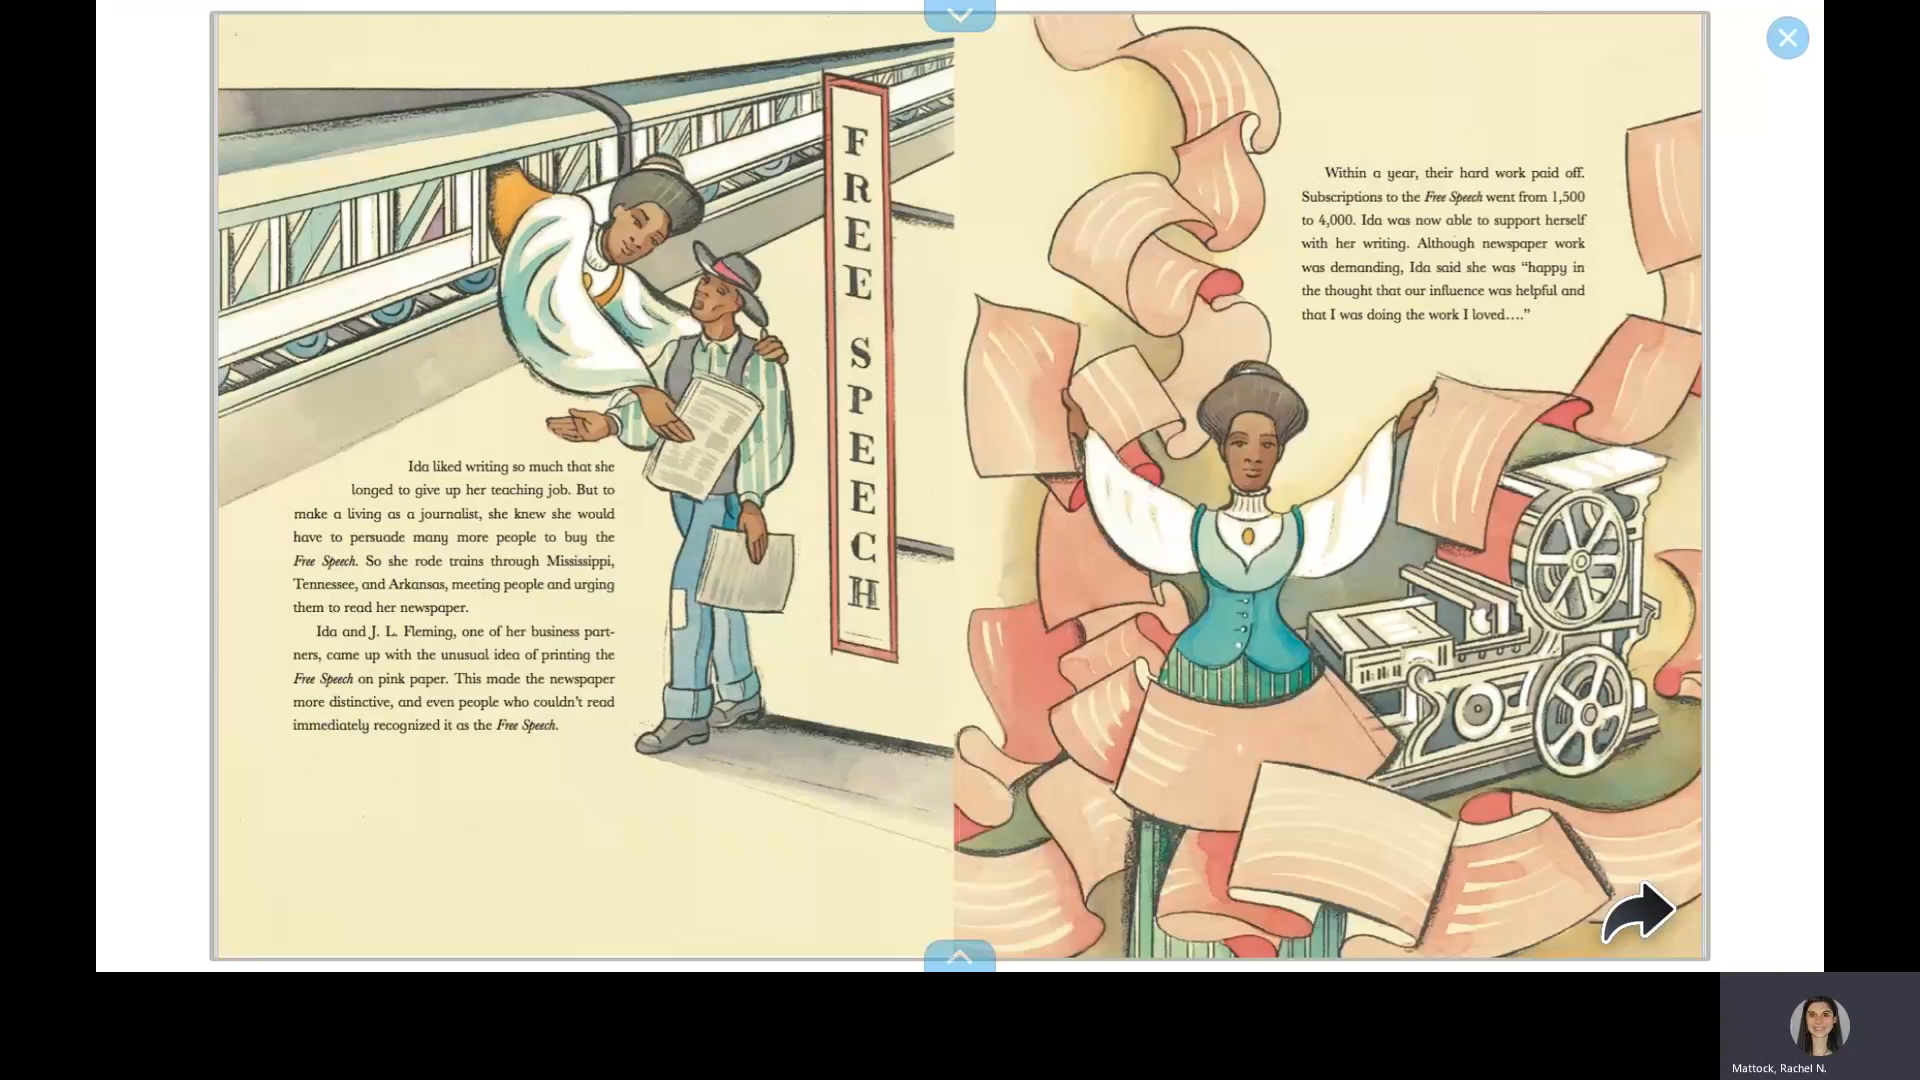 FREE SPEECH
Ida liked writing so much that she
longed to give up her teaching job. But to
make a living as a journalist, she knew she would
have to persuade many more people to buy the
Free Speech. So she rode trains through Mississippi,
Tennessee, and Arkansas, meeting people and urging
them to read her newspaper.
Ida and J. L. Fleming, one of her business part-
ners, came up with the unusual idea of printing the
Free Speech on pink paper. This made the newspaper
more distinctive, and even people who couldn't read
immediately recognized it as the Free Speech.
Within a year, their hard work paid off.
Subscriptions to the Free Speech went from 1,500
to 4,000. Ida was now able to support herself
with her writing. Although newspaper work
was demanding, Ida said she was “happy in
the thought that our influence was helpful and
that I was doing the work I loved....”
Mattock, Rachel N.